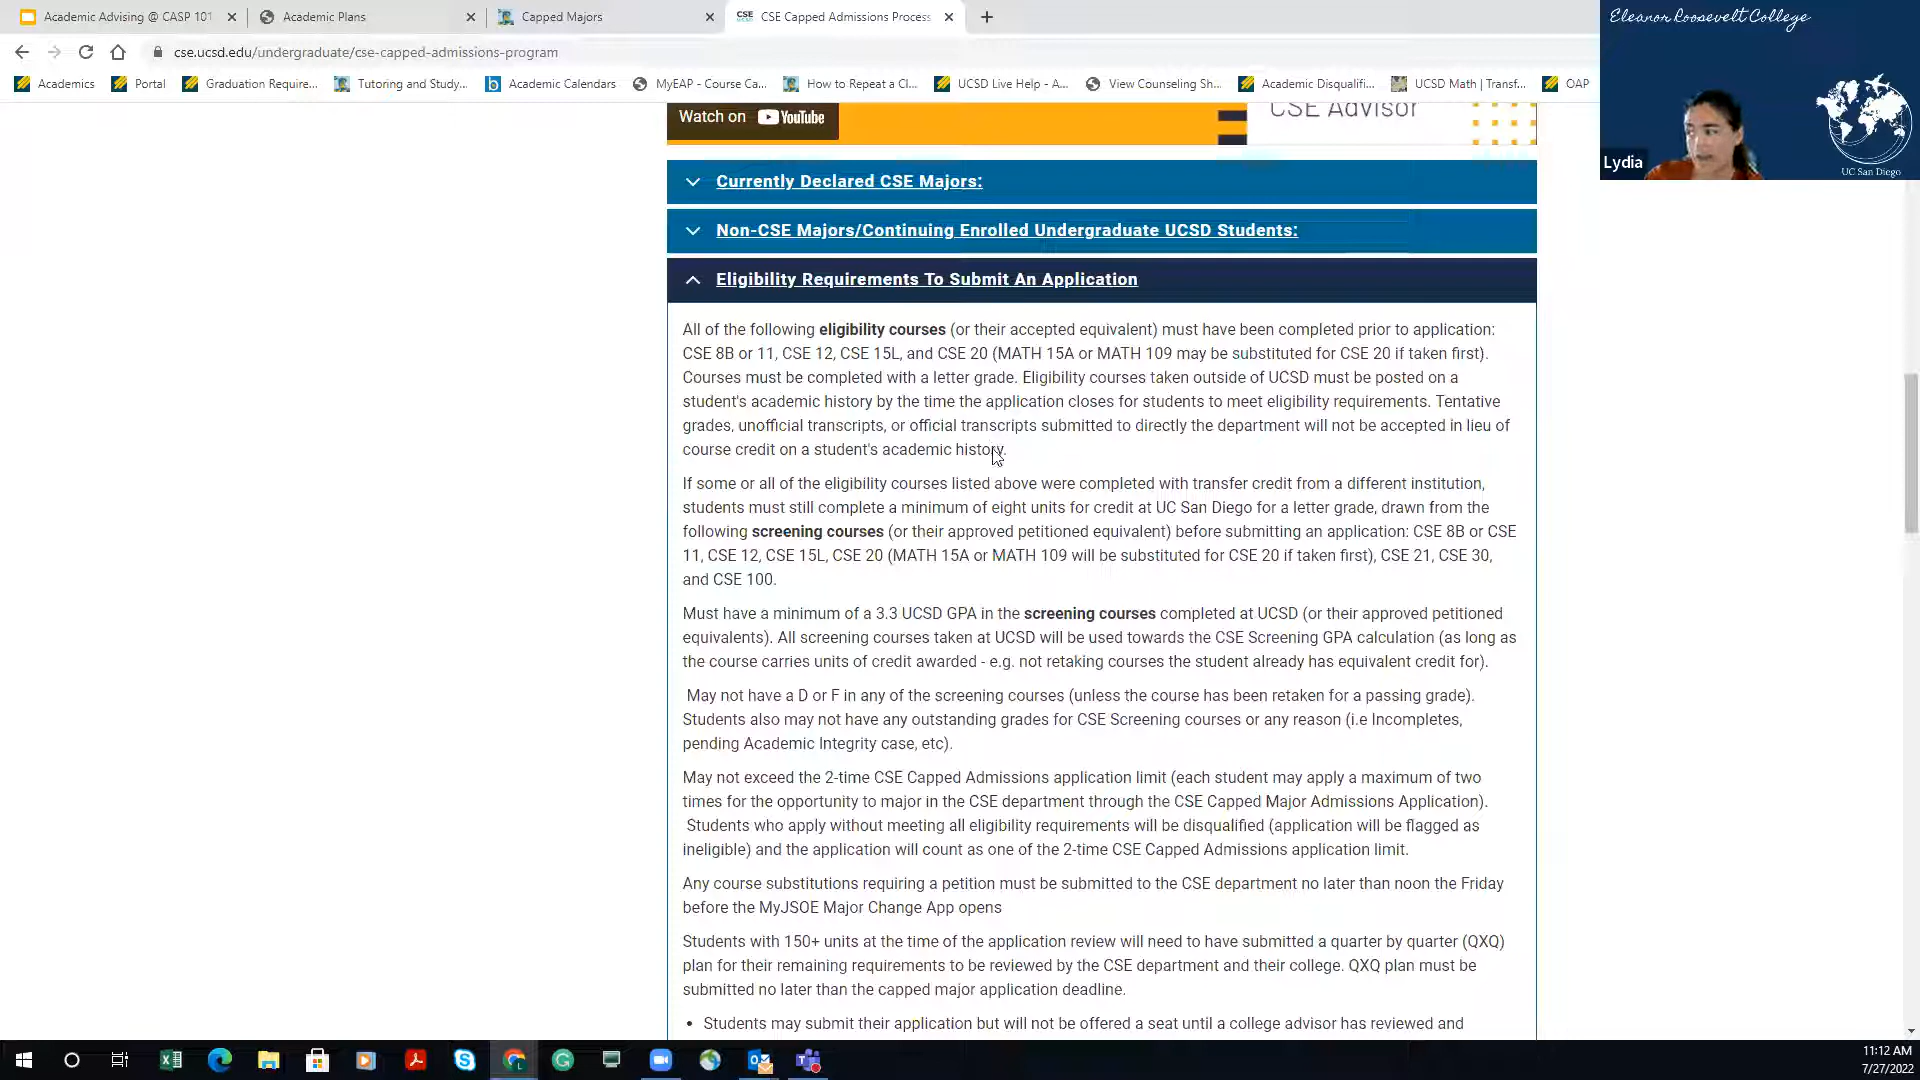 Academic Advising @ CASP 101
Academic Plans
Capped Majors
CSE Capped Admissions Process
Eleanor Roosevelt College
cse.ucsd.edu/undergraduate/cse-capped-admissions-program
Academics
Portal
Graduation Require...
Tutoring and Study...
Academic Calendars
MyEAP - Course Ca...
How to Repeat a Cl...
UCSD Live Help - A...
View Counseling Sh...
Academic Disqualifi...
UCSD Math | Transf...
OAP
Lydia
UC San Diego
Watch on YouTube
CSE Advisor
Currently Declared CSE Majors:
Non-CSE Majors/Continuing Enrolled Undergraduate UCSD Students:
Eligibility Requirements To Submit An Application
All of the following eligibility courses (or their accepted equivalent) must have been completed prior to application:
CSE 8B or 11, CSE 12, CSE 15L, and CSE 20 (MATH 15A or MATH 109 may be substituted for CSE 20 if taken first).
Courses must be completed with a letter grade. Eligibility courses taken outside of UCSD must be posted on a
student's academic history by the time the application closes for students to meet eligibility requirements. Tentative
grades, unofficial transcripts, or official transcripts submitted to directly the department will not be accepted in lieu of
course credit on a student's academic history.
If some or all of the eligibility courses listed above were completed with transfer credit from a different institution,
students must still complete a minimum of eight units for credit at UC San Diego for a letter grade, drawn from the
following screening courses (or their approved petitioned equivalent) before submitting an application: CSE 8B or CSE
11, CSE 12, CSE 15L, CSE 20 (MATH 15A or MATH 109 will be substituted for CSE 20 if taken first), CSE 21, CSE 30,
and CSE 100.
Must have a minimum of a 3.3 UCSD GPA in the screening courses completed at UCSD (or their approved petitioned
equivalents). All screening courses taken at UCSD will be used towards the CSE Screening GPA calculation (as long as
the course carries units of credit awarded - e.g. not retaking courses the student already has equivalent credit for).
May not have a D or F in any of the screening courses (unless the course has been retaken for a passing grade).
Students also may not have any outstanding grades for CSE Screening courses or any reason (i.e Incompletes,
pending Academic Integrity case, etc).
May not exceed the 2-time CSE Capped Admissions application limit (each student may apply a maximum of two
times for the opportunity to major in the CSE department through the CSE Capped Major Admissions Application).
Students who apply without meeting all eligibility requirements will be disqualified (application will be flagged as
ineligible) and the application will count as one of the 2-time CSE Capped Admissions application limit.
Any course substitutions requiring a petition must be submitted to the CSE department no later than noon the Friday
before the MyJSOE Major Change App opens
Students with 150+ units at the time of the application review will need to have submitted a quarter by quarter (QXQ)
plan for their remaining requirements to be reviewed by the CSE department and their college. QXQ plan must be
submitted no later than the capped major application deadline.
• Students may submit their application but will not be offered a seat until a college advisor has reviewed and
11:12 AM
7/27/2022